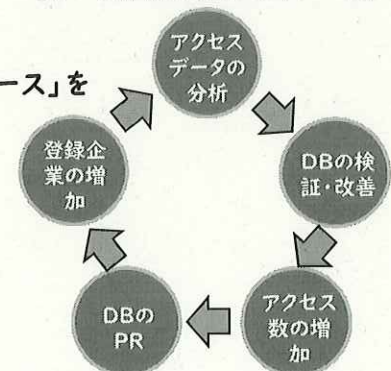 ース」を
アクセス
データの
分析
DBの検
証・改善
アクセス
数の増
加
DBの
PR
登録企
業の増
加